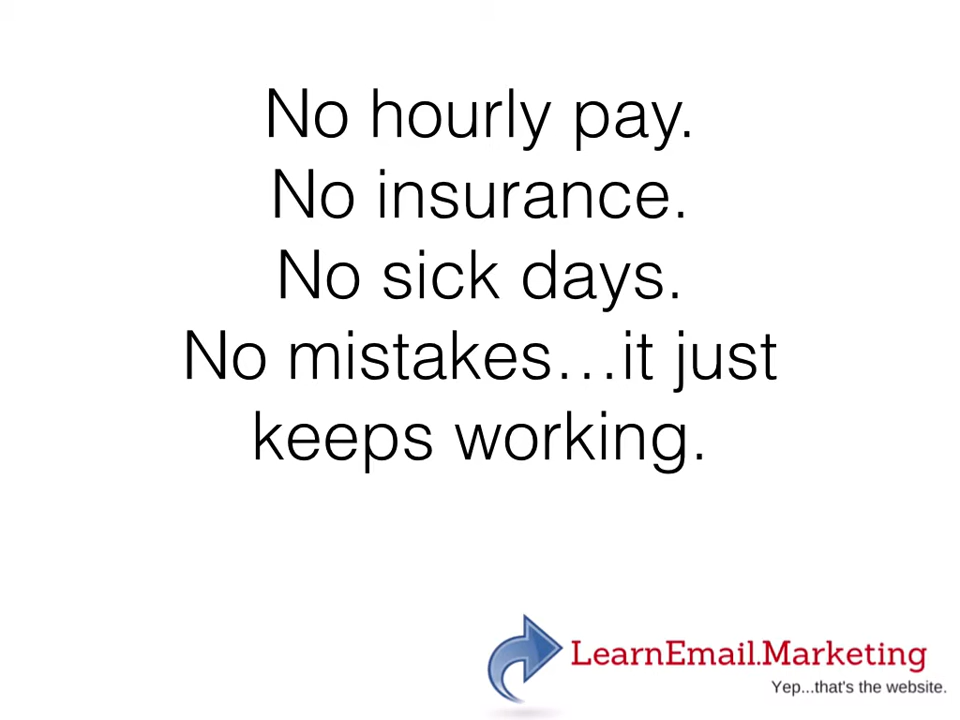 No hourly pay.
No insurance.
No sick days.
No mistakes…it just
keeps working.
LearnEmail.Marketing
Yep...that's the website.